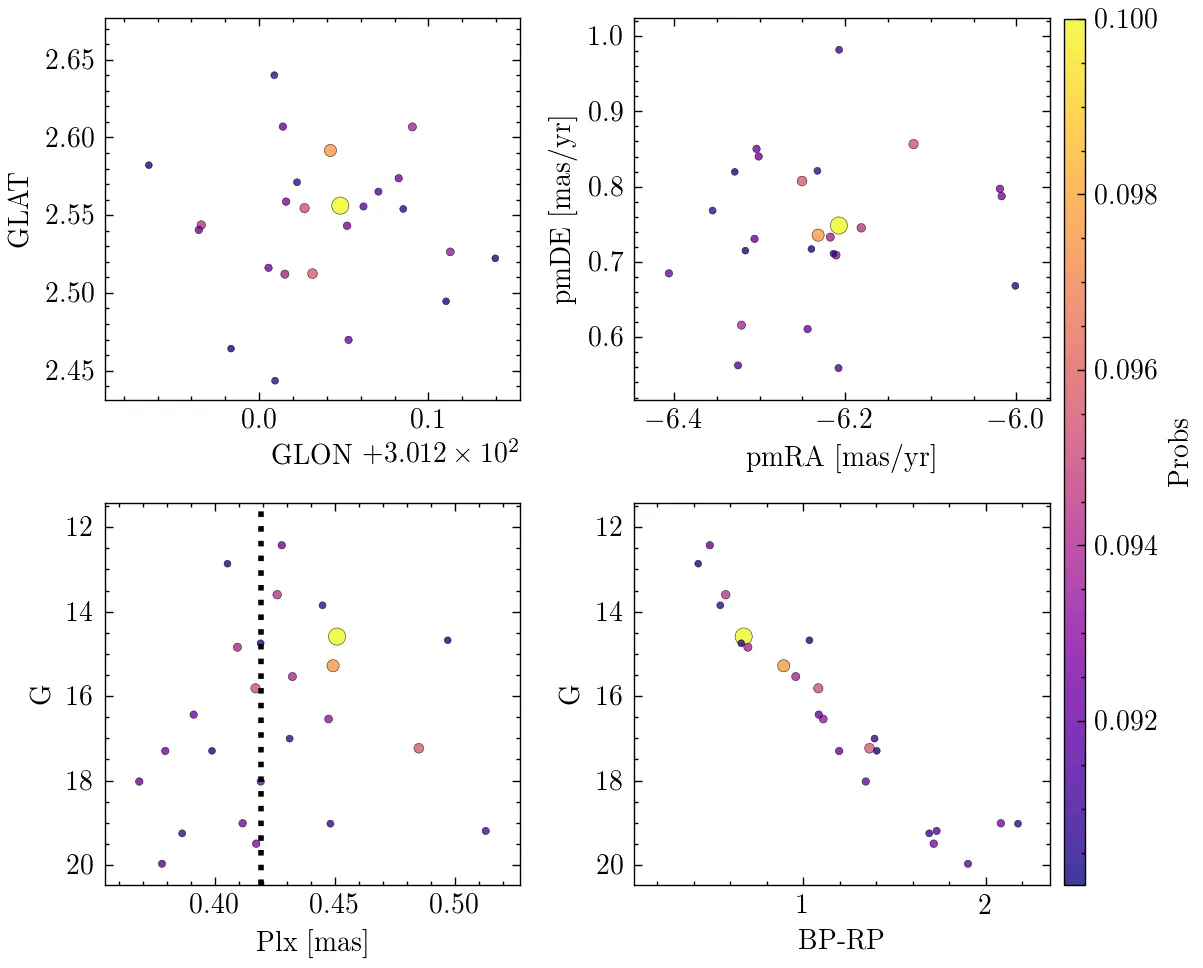 2.65
2.60
2.55
2.50
2.45
GLAT
0.0 0.1
GLON +3.012 × 10²
1.0
0.9
0.8
0.7
0.6
pmDE [mas/yr]
−6.4 −6.2 −6.0
pmRA [mas/yr]
0.100
0.098
0.096
0.094
0.092
Probs
12
14
16
18
20
G
0.40 0.45 0.50
Plx [mas]
12
14
16
18
20
G
1 2
BP-RP